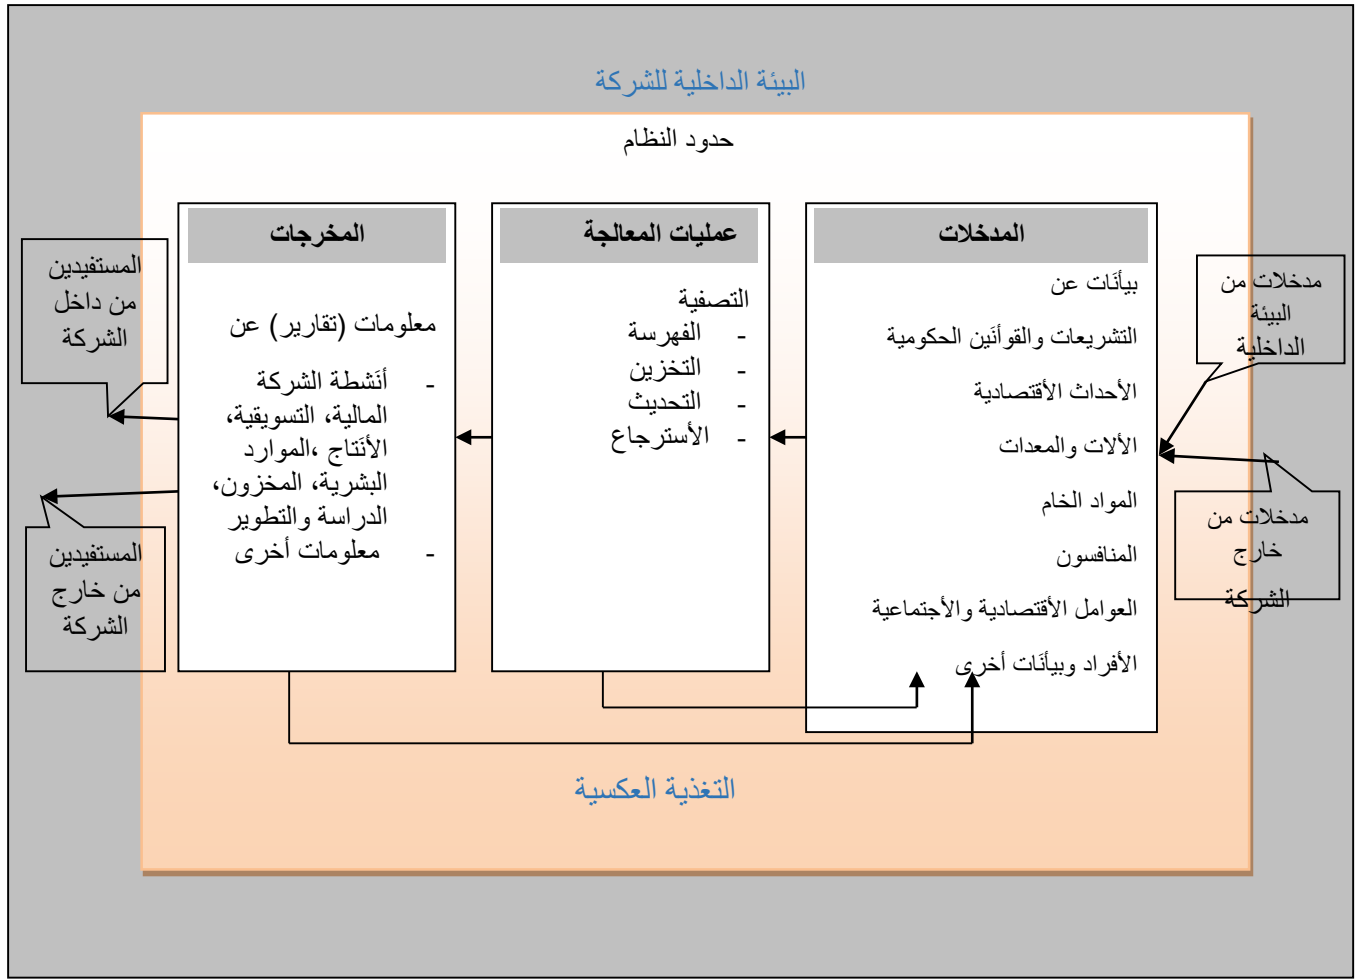 البيئة الداخلية للشركة
حدود النظام
مدخلات من
البيئة
الداخلية
مدخلات من
خارج
الشركة
المدخلات
بيأنَات عن
التشريعات والقوأنَين الحكومية
الأحداث الأقتصادية
الألات والمعدات
المواد الخام
المنافسون
العوامل الأقتصادية والأجتماعية
الأفراد وبيأنَات أخرى
عمليات المعالجة
التصفية
- الفهرسة
- التخزين
- التحديث
- الأسترجاع
المخرجات
معلومات (تقارير) عن
- أنَشطة الشركة
المالية، التسويقية،
الأنَتاج ،الموارد
البشرية، المخزون،
الدراسة والتطوير
- معلومات أخرى
المستفيدين
من داخل
الشركة
المستفيدين
من خارج
الشركة
التغذية العكسية